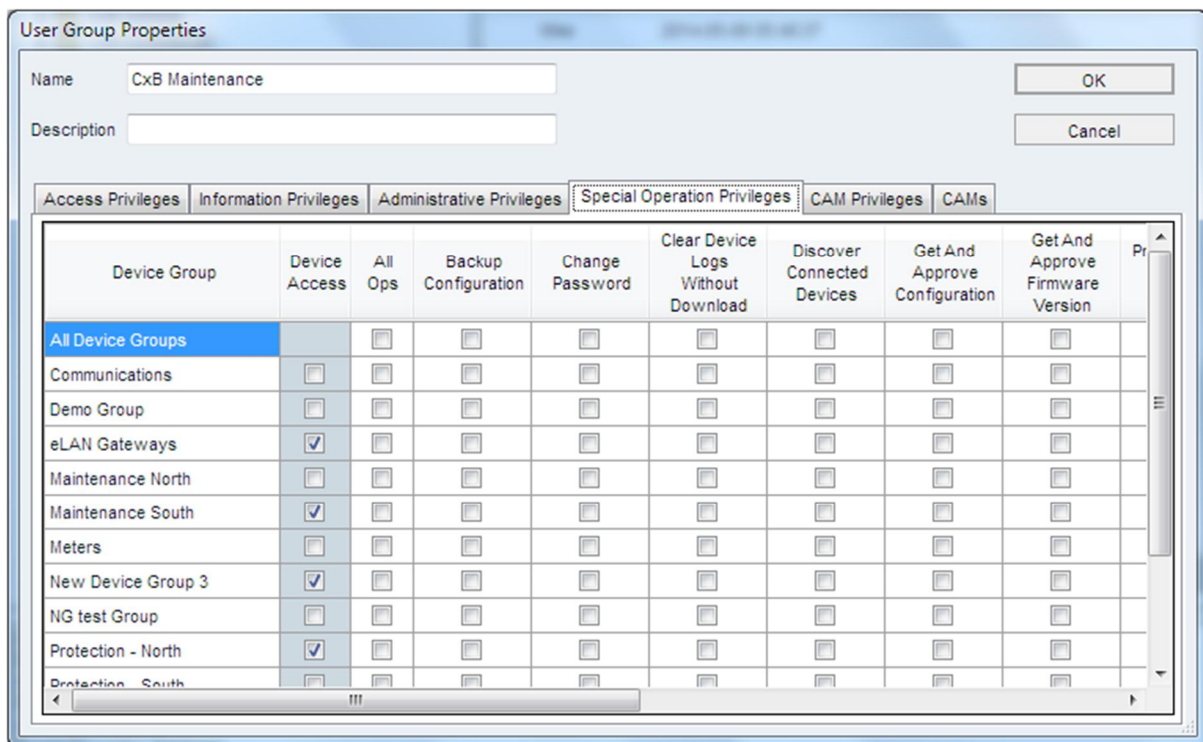 User Group Properties
Name CxB Maintenance OK
Description Cancel
Access Privileges Information Privileges Administrative Privileges Special Operation Privileges CAM Privileges CAMs
Device Group
Device
Access
All
Ops
Backup
Configuration
Change
Password
Clear Device
Logs
Without
Download
Discover
Connected
Devices
Get And
Approve
Configuration
Get And
Approve
Firmware
Version
Pr
All Device Groups
Communications
Demo Group
eLAN Gateways
Maintenance North
Maintenance South
Meters
New Device Group 3
NG test Group
Protection - North
Protection - South